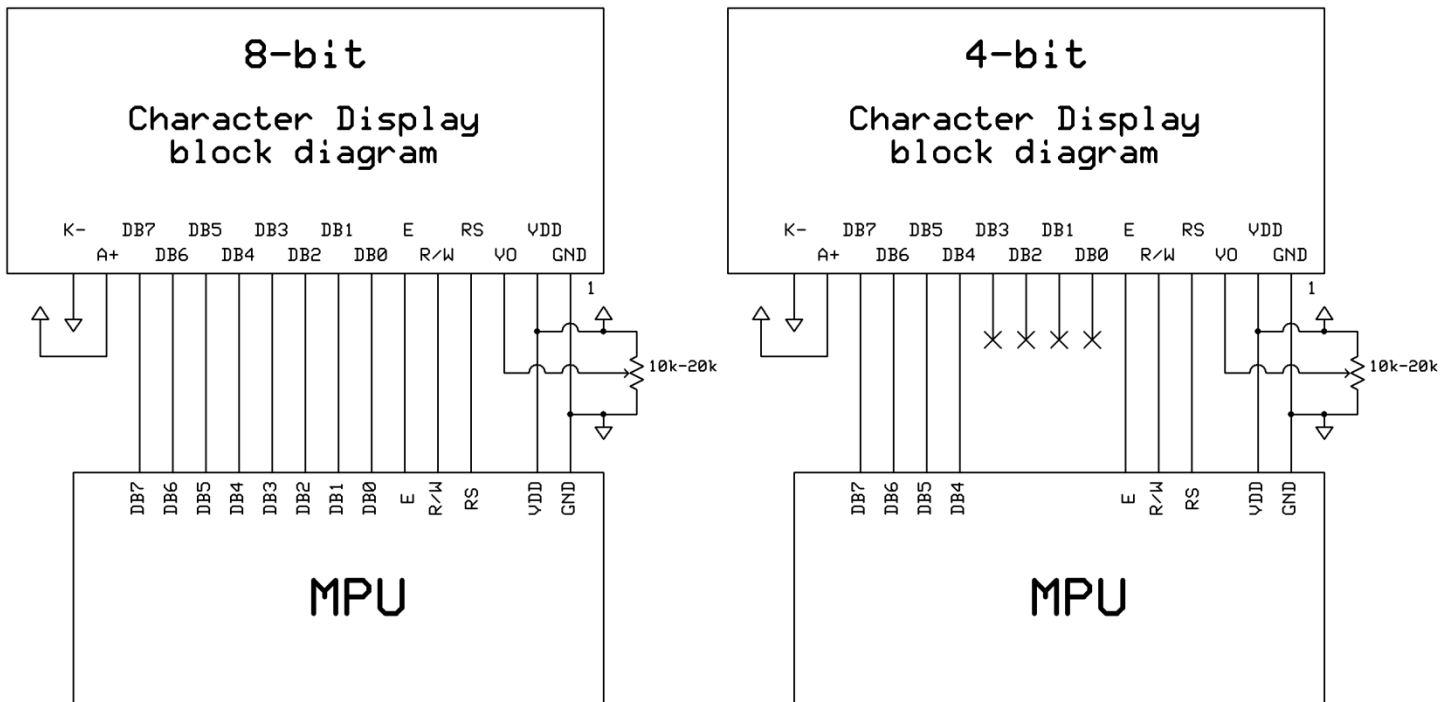 8-bit
Character Display
block diagram
K- DB7 DB5 DB3 DB1 E RS VDD
A+ DB6 DB4 DB2 DB0 R/W VO GND
1
10k-20k
DB7 DB6 DB5 DB4 DB3 DB2 DB1 DB0 E R/W RS VDD GND
MPU
4-bit
Character Display
block diagram
K- DB7 DB5 DB3 DB1 E RS VDD
A+ DB6 DB4 DB2 DB0 R/W VO GND
1
10k-20k
DB7 DB6 DB5 DB4 E R/W RS VDD GND
MPU